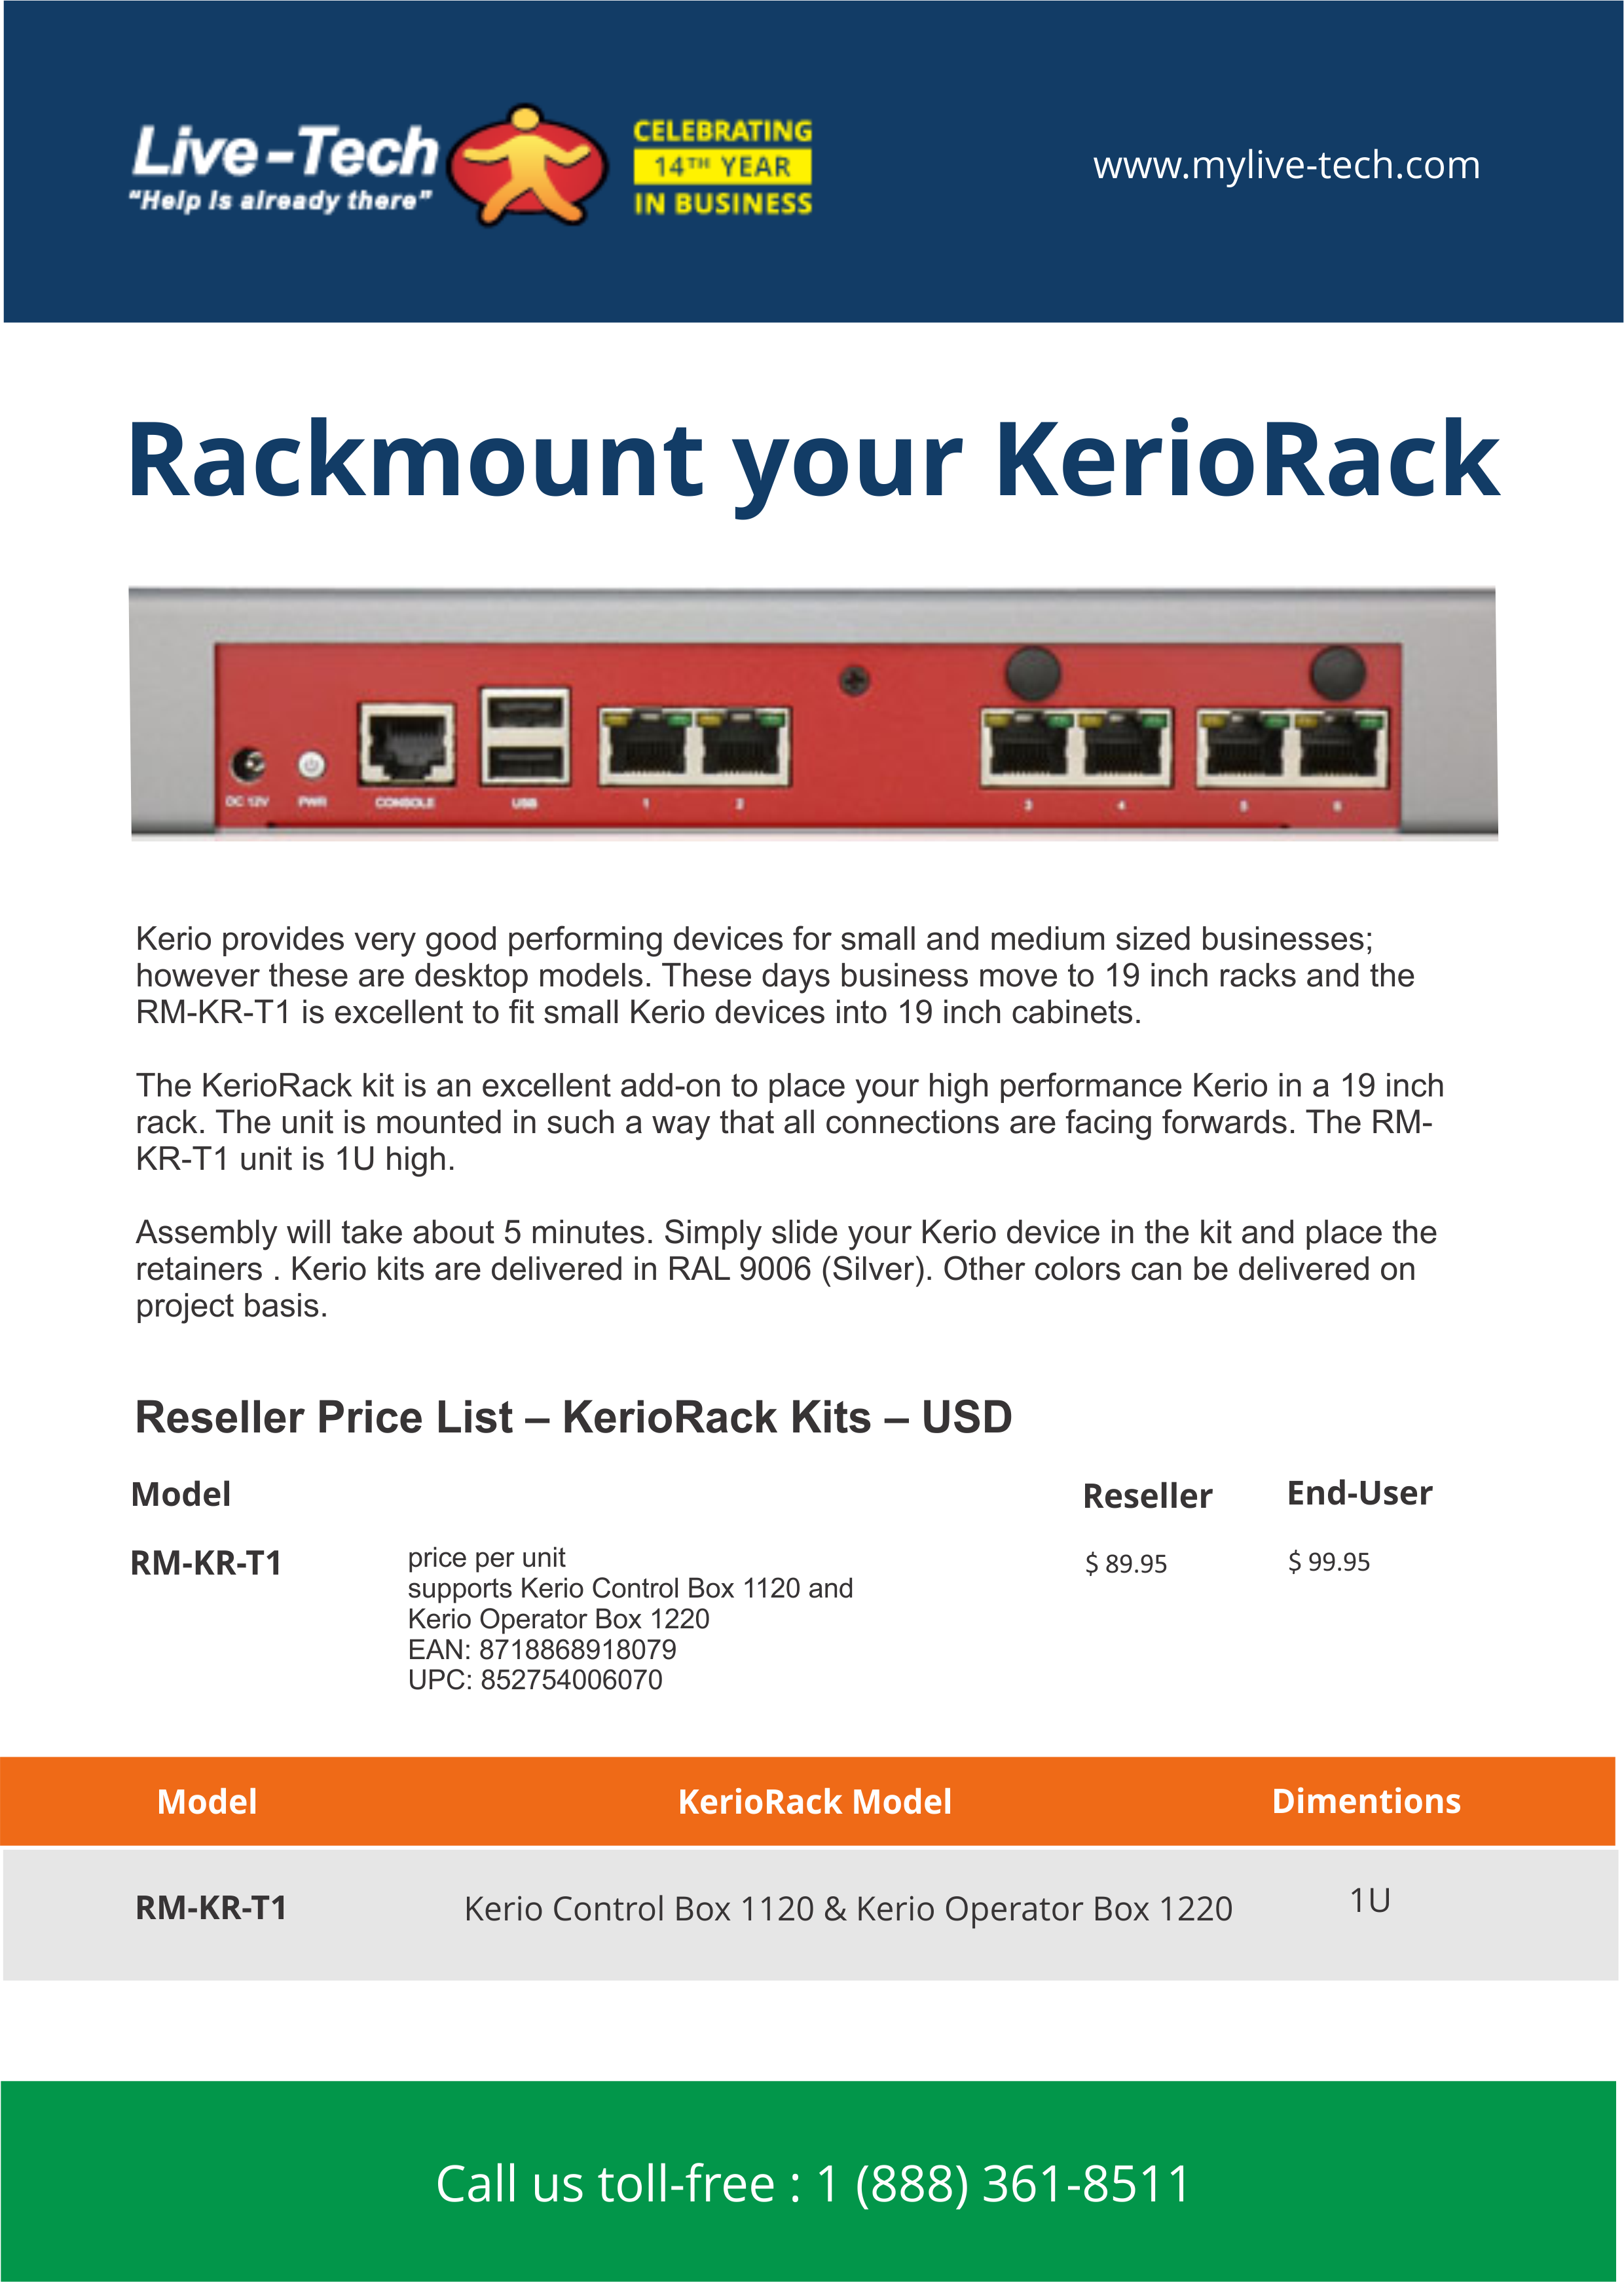 Live-Tech
"Help is already there"
CELEBRATING
14TH YEAR
IN BUSINESS
www.mylive-tech.com
Rackmount your KerioRack
DC 12V PWR CONSOLE USB 1 2 3 4 5 6
Kerio provides very good performing devices for small and medium sized businesses;
however these are desktop models. These days business move to 19 inch racks and the
RM-KR-T1 is excellent to fit small Kerio devices into 19 inch cabinets.
The KerioRack kit is an excellent add-on to place your high performance Kerio in a 19 inch
rack. The unit is mounted in such a way that all connections are facing forwards. The RM-
KR-T1 unit is 1U high.
Assembly will take about 5 minutes. Simply slide your Kerio device in the kit and place the
retainers . Kerio kits are delivered in RAL 9006 (Silver). Other colors can be delivered on
project basis.
Reseller Price List – KerioRack Kits – USD
Model Reseller End-User
RM-KR-T1 price per unit $ 89.95 $ 99.95
supports Kerio Control Box 1120 and
Kerio Operator Box 1220
EAN: 8718868918079
UPC: 852754006070
Model KerioRack Model Dimentions
RM-KR-T1 Kerio Control Box 1120 & Kerio Operator Box 1220 1U
Call us toll-free : 1 (888) 361-8511